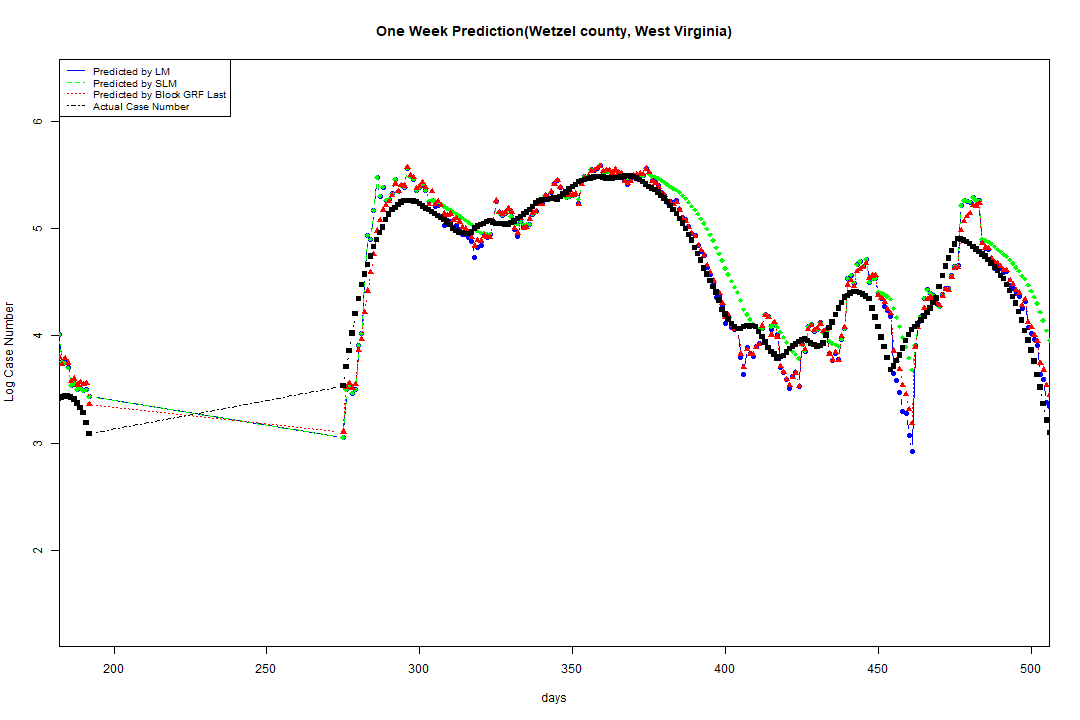 One Week Prediction(Wetzel county, West Virginia)
Predicted by LM
Predicted by SLM
Predicted by Block GRF Last
Actual Case Number
Log Case Number
6
5
4
3
2
200 250 300 350 400 450 500
days